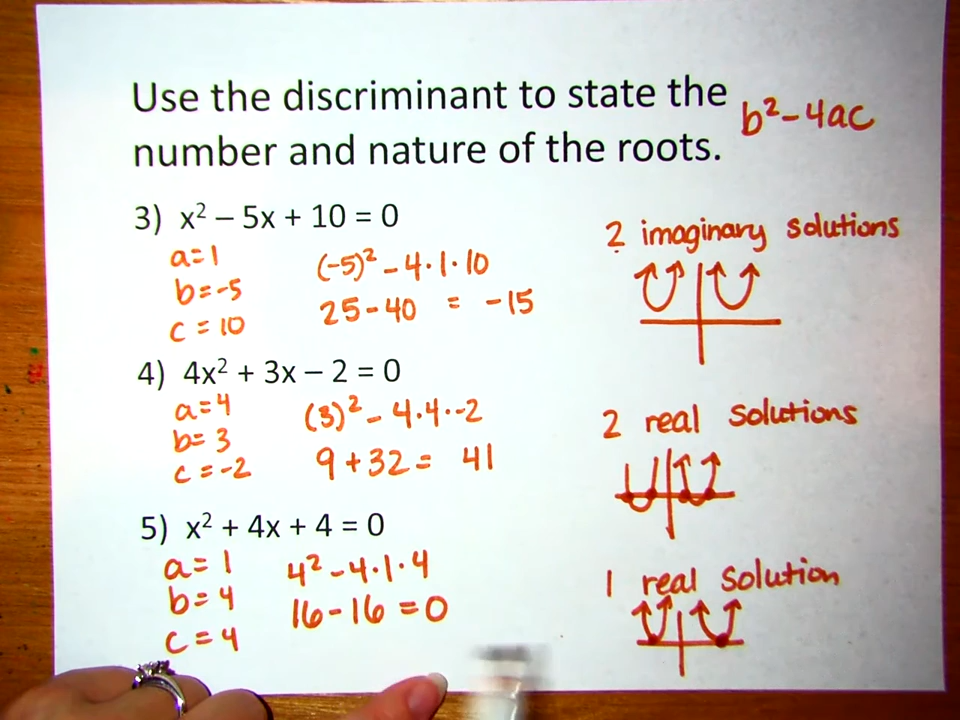 Use the discriminant to state the
number and nature of the roots. b² – 4ac
3) x² – 5x + 10 = 0
a=1
b=-5
c=10
(-5)² - 4·1·10
25-40 = -15
2 imaginary solutions
4) 4x² + 3x – 2 = 0
a=4
b=3
c=-2
(3)² - 4·4·-2
9+32= 41
2 real solutions
5) x² + 4x + 4 = 0
a=1
b=4
c=4
4² -4·1·4
16-16 =0
1 real solution